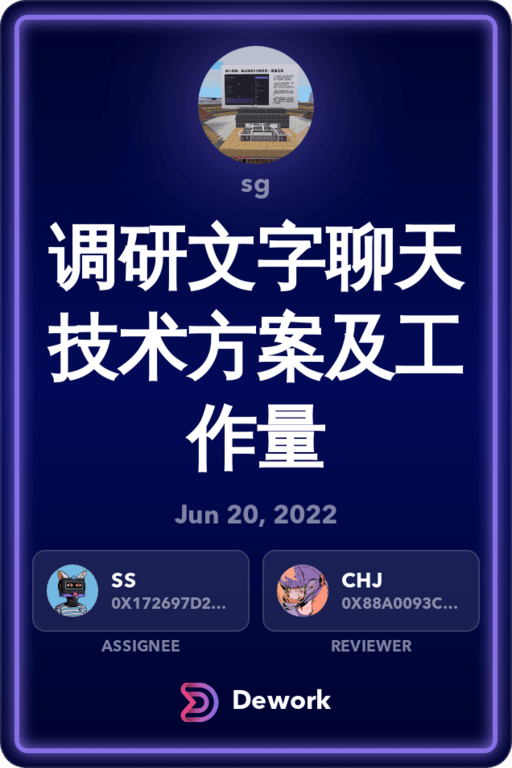 sg
调研文字聊天
技术方案及工
作量
Jun 20, 2022
SS
0X172697D2...
ASSIGNEE
CHJ
0X88A0093C...
REVIEWER
Dework